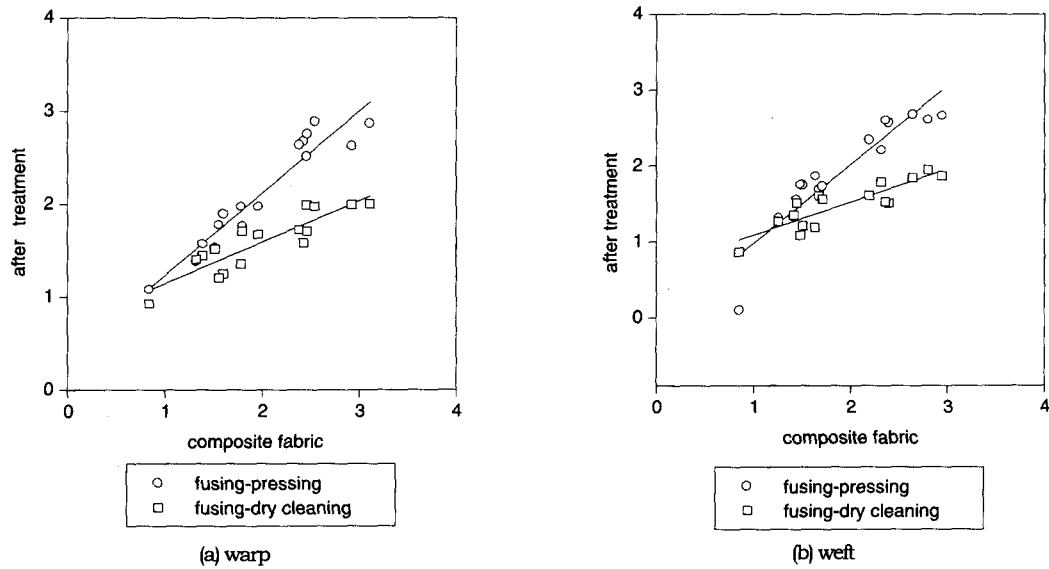 4
3
2
1
0
after treatment
0 1 2 3 4
composite fabric
fusing-pressing
fusing-dry cleaning
(a) warp
4
3
2
1
0
after treatment
0 1 2 3 4
composite fabric
fusing-pressing
fusing-dry cleaning
(b) weft